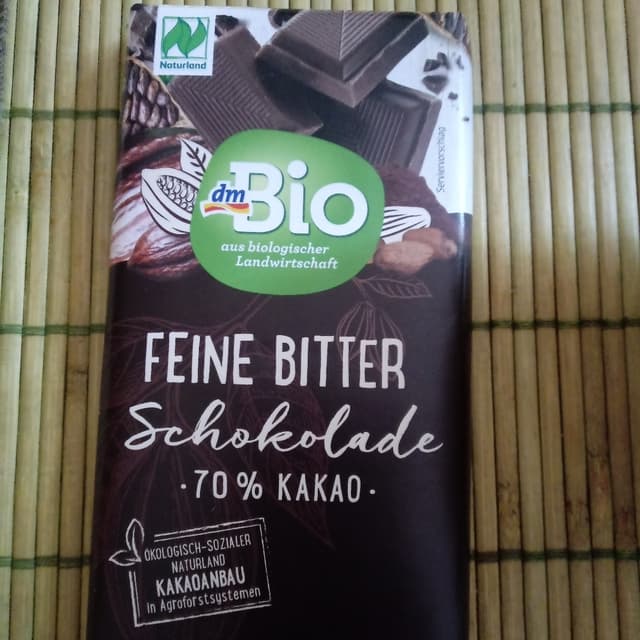 Naturland
Serviervorschlag
dm Bio
aus biologischer
Landwirtschaft
FEINE BITTER
Schokolade
·70% KAKAO·
ÖKOLOGISCH-SOZIALER
NATURLAND
KAKAOANBAU
in Agroforstsystemen